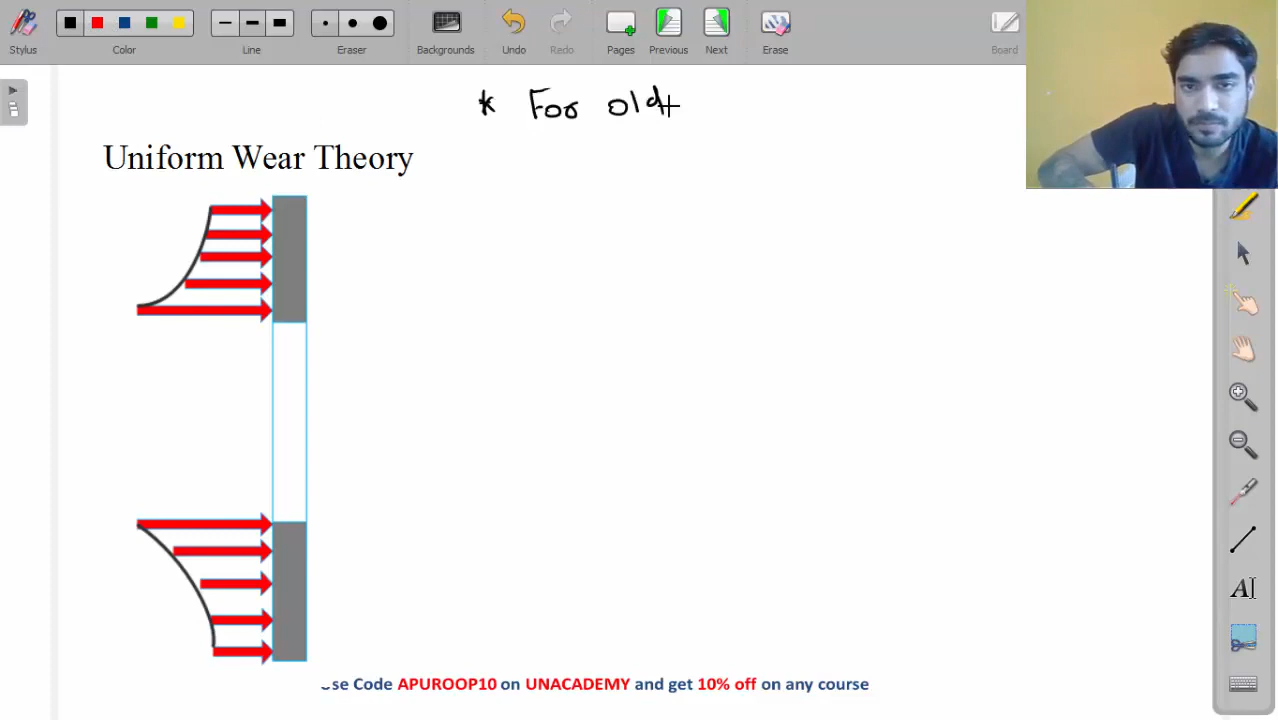 Stylus
Color
Line
Eraser
Backgrounds
Undo
Redo
Pages
Previous
Next
Erase
Board
* For old
Uniform Wear Theory
se Code APUROOP10 on UNACADEMY and get 10% off on any course